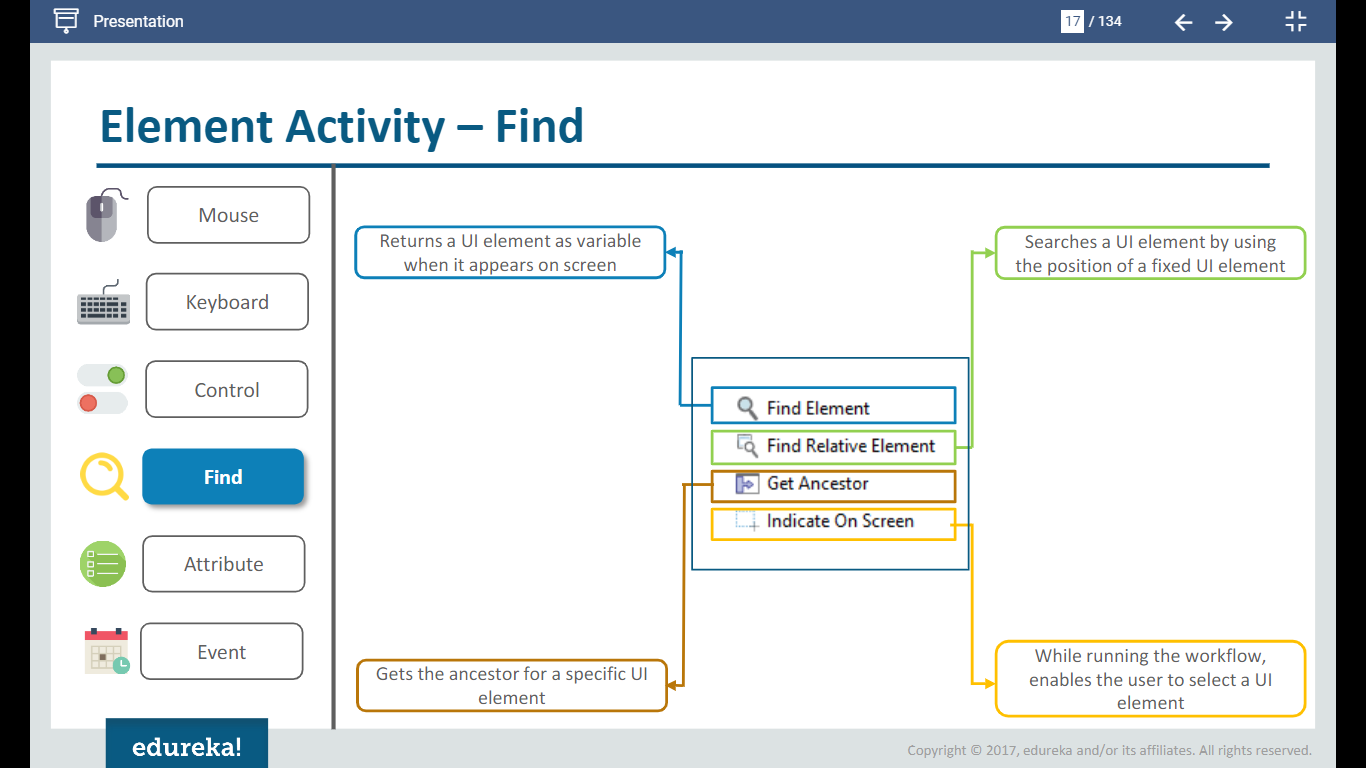 Presentation
17 / 134
Element Activity – Find
Mouse
Keyboard
Control
Find
Attribute
Event
Returns a UI element as variable
when it appears on screen
Searches a UI element by using
the position of a fixed UI element
Find Element
Find Relative Element
Get Ancestor
Indicate On Screen
Gets the ancestor for a specific UI
element
While running the workflow,
enables the user to select a UI
element
edureka!
Copyright © 2017, edureka and/or its affiliates. All rights reserved.